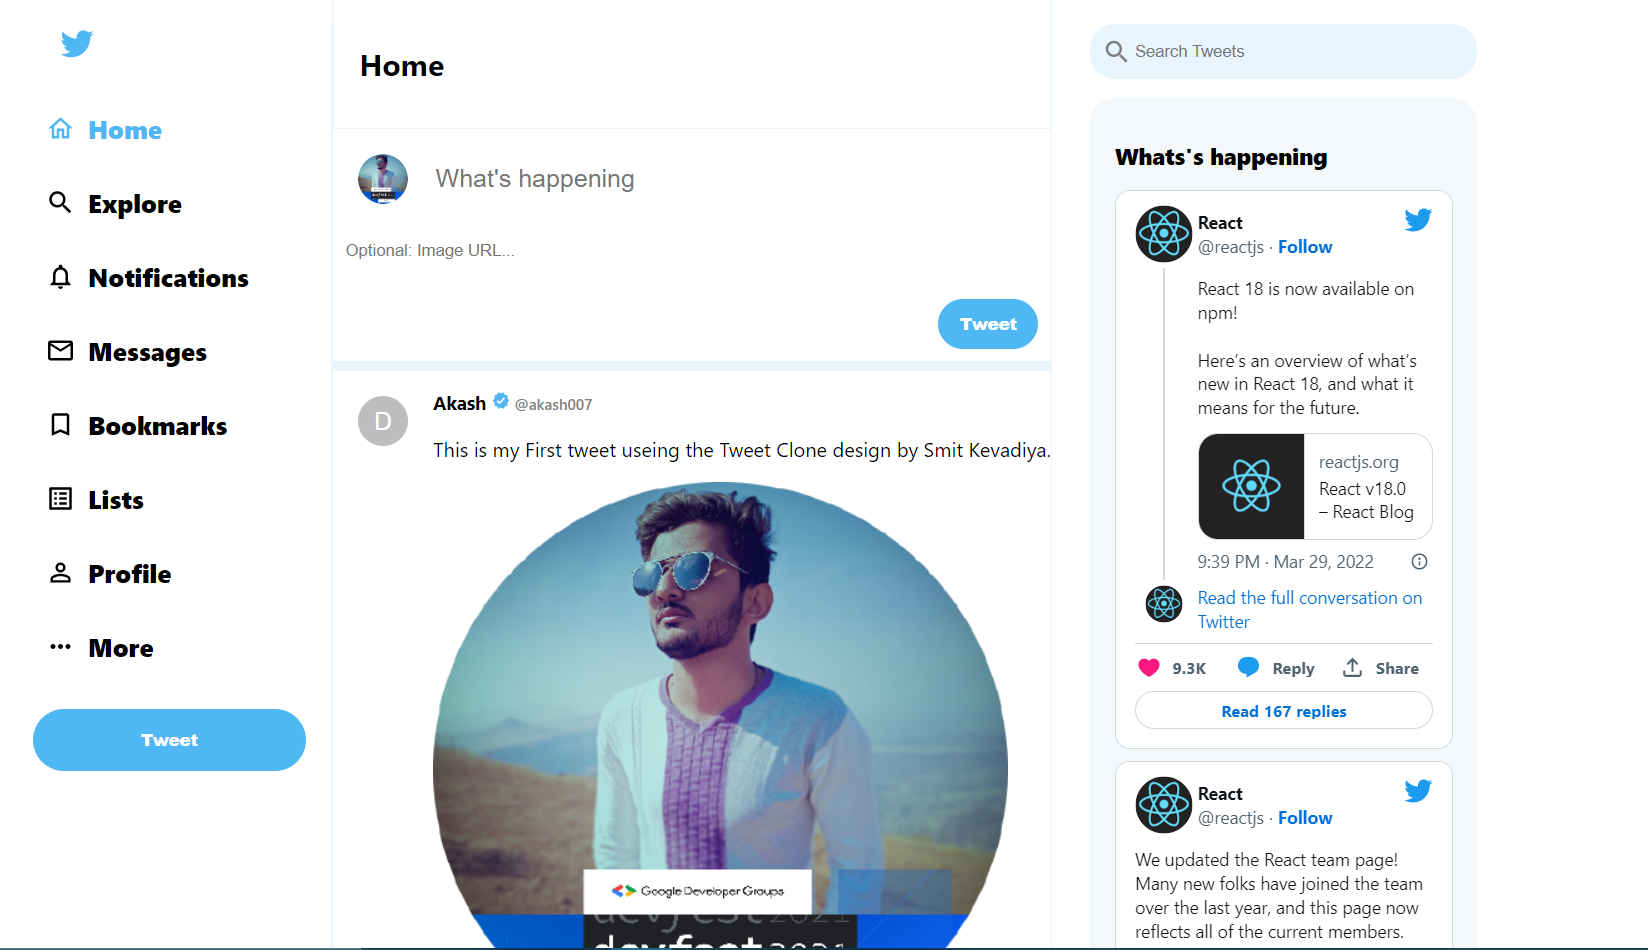 Home
Explore
Notifications
Messages
Bookmarks
Lists
Profile
More
Tweet
Home
What's happening
Optional: Image URL...
Tweet
D
Akash @akash007
This is my First tweet useing the Tweet Clone design by Smit Kevadiya.
Google Developer Groups
devfest 2021
devfest 2021
Search Tweets
Whats's happening
React
@reactjs · Follow
React 18 is now available on
npm!
Here’s an overview of what’s
new in React 18, and what it
means for the future.
reactjs.org
React v18.0
– React Blog
9:39 PM · Mar 29, 2022
Read the full conversation on
Twitter
9.3K Reply Share
Read 167 replies
React
@reactjs · Follow
We updated the React team page!
Many new folks have joined the team
over the last year, and this page now
reflects all of the current members.